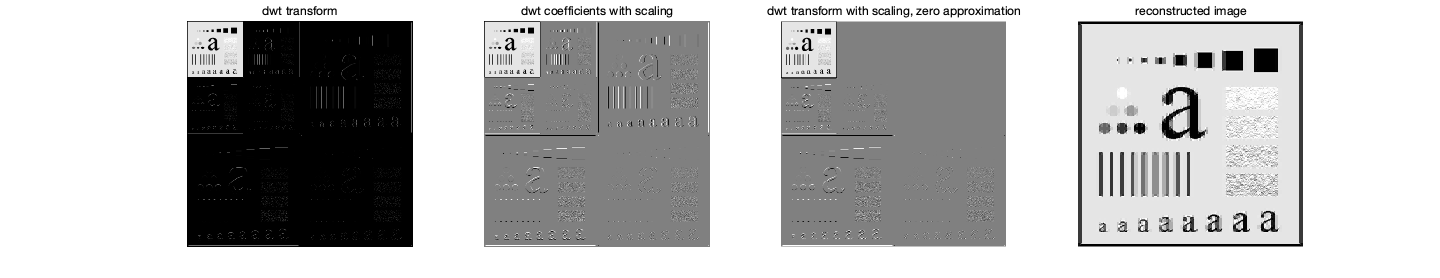 dwt transform
dwt coefficients with scaling
dwt transform with scaling, zero approximation
reconstructed image
a
a a a a a a a a